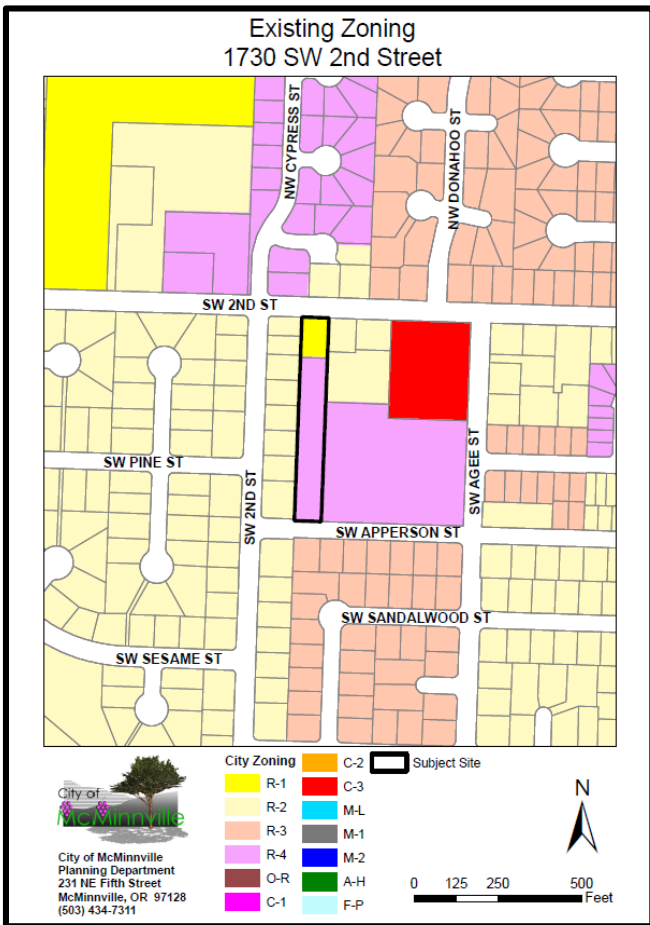 Existing Zoning
1730 SW 2nd Street
NW CYPRESS ST
NW DONAHOO ST
SW 2ND ST
SW PINE ST
SW 2ND ST
SW AGEE ST
SW APPERSON ST
SW SANDALWOOD ST
SW SESAME ST
City of
McMinnville
City of McMinnville
Planning Department
231 NE Fifth Street
McMinnville, OR 97128
(503) 434-7311
City Zoning
R-1
R-2
R-3
R-4
O-R
C-1
C-2
C-3
M-L
M-1
M-2
A-H
F-P
Subject Site
N
0 125 250 500
Feet